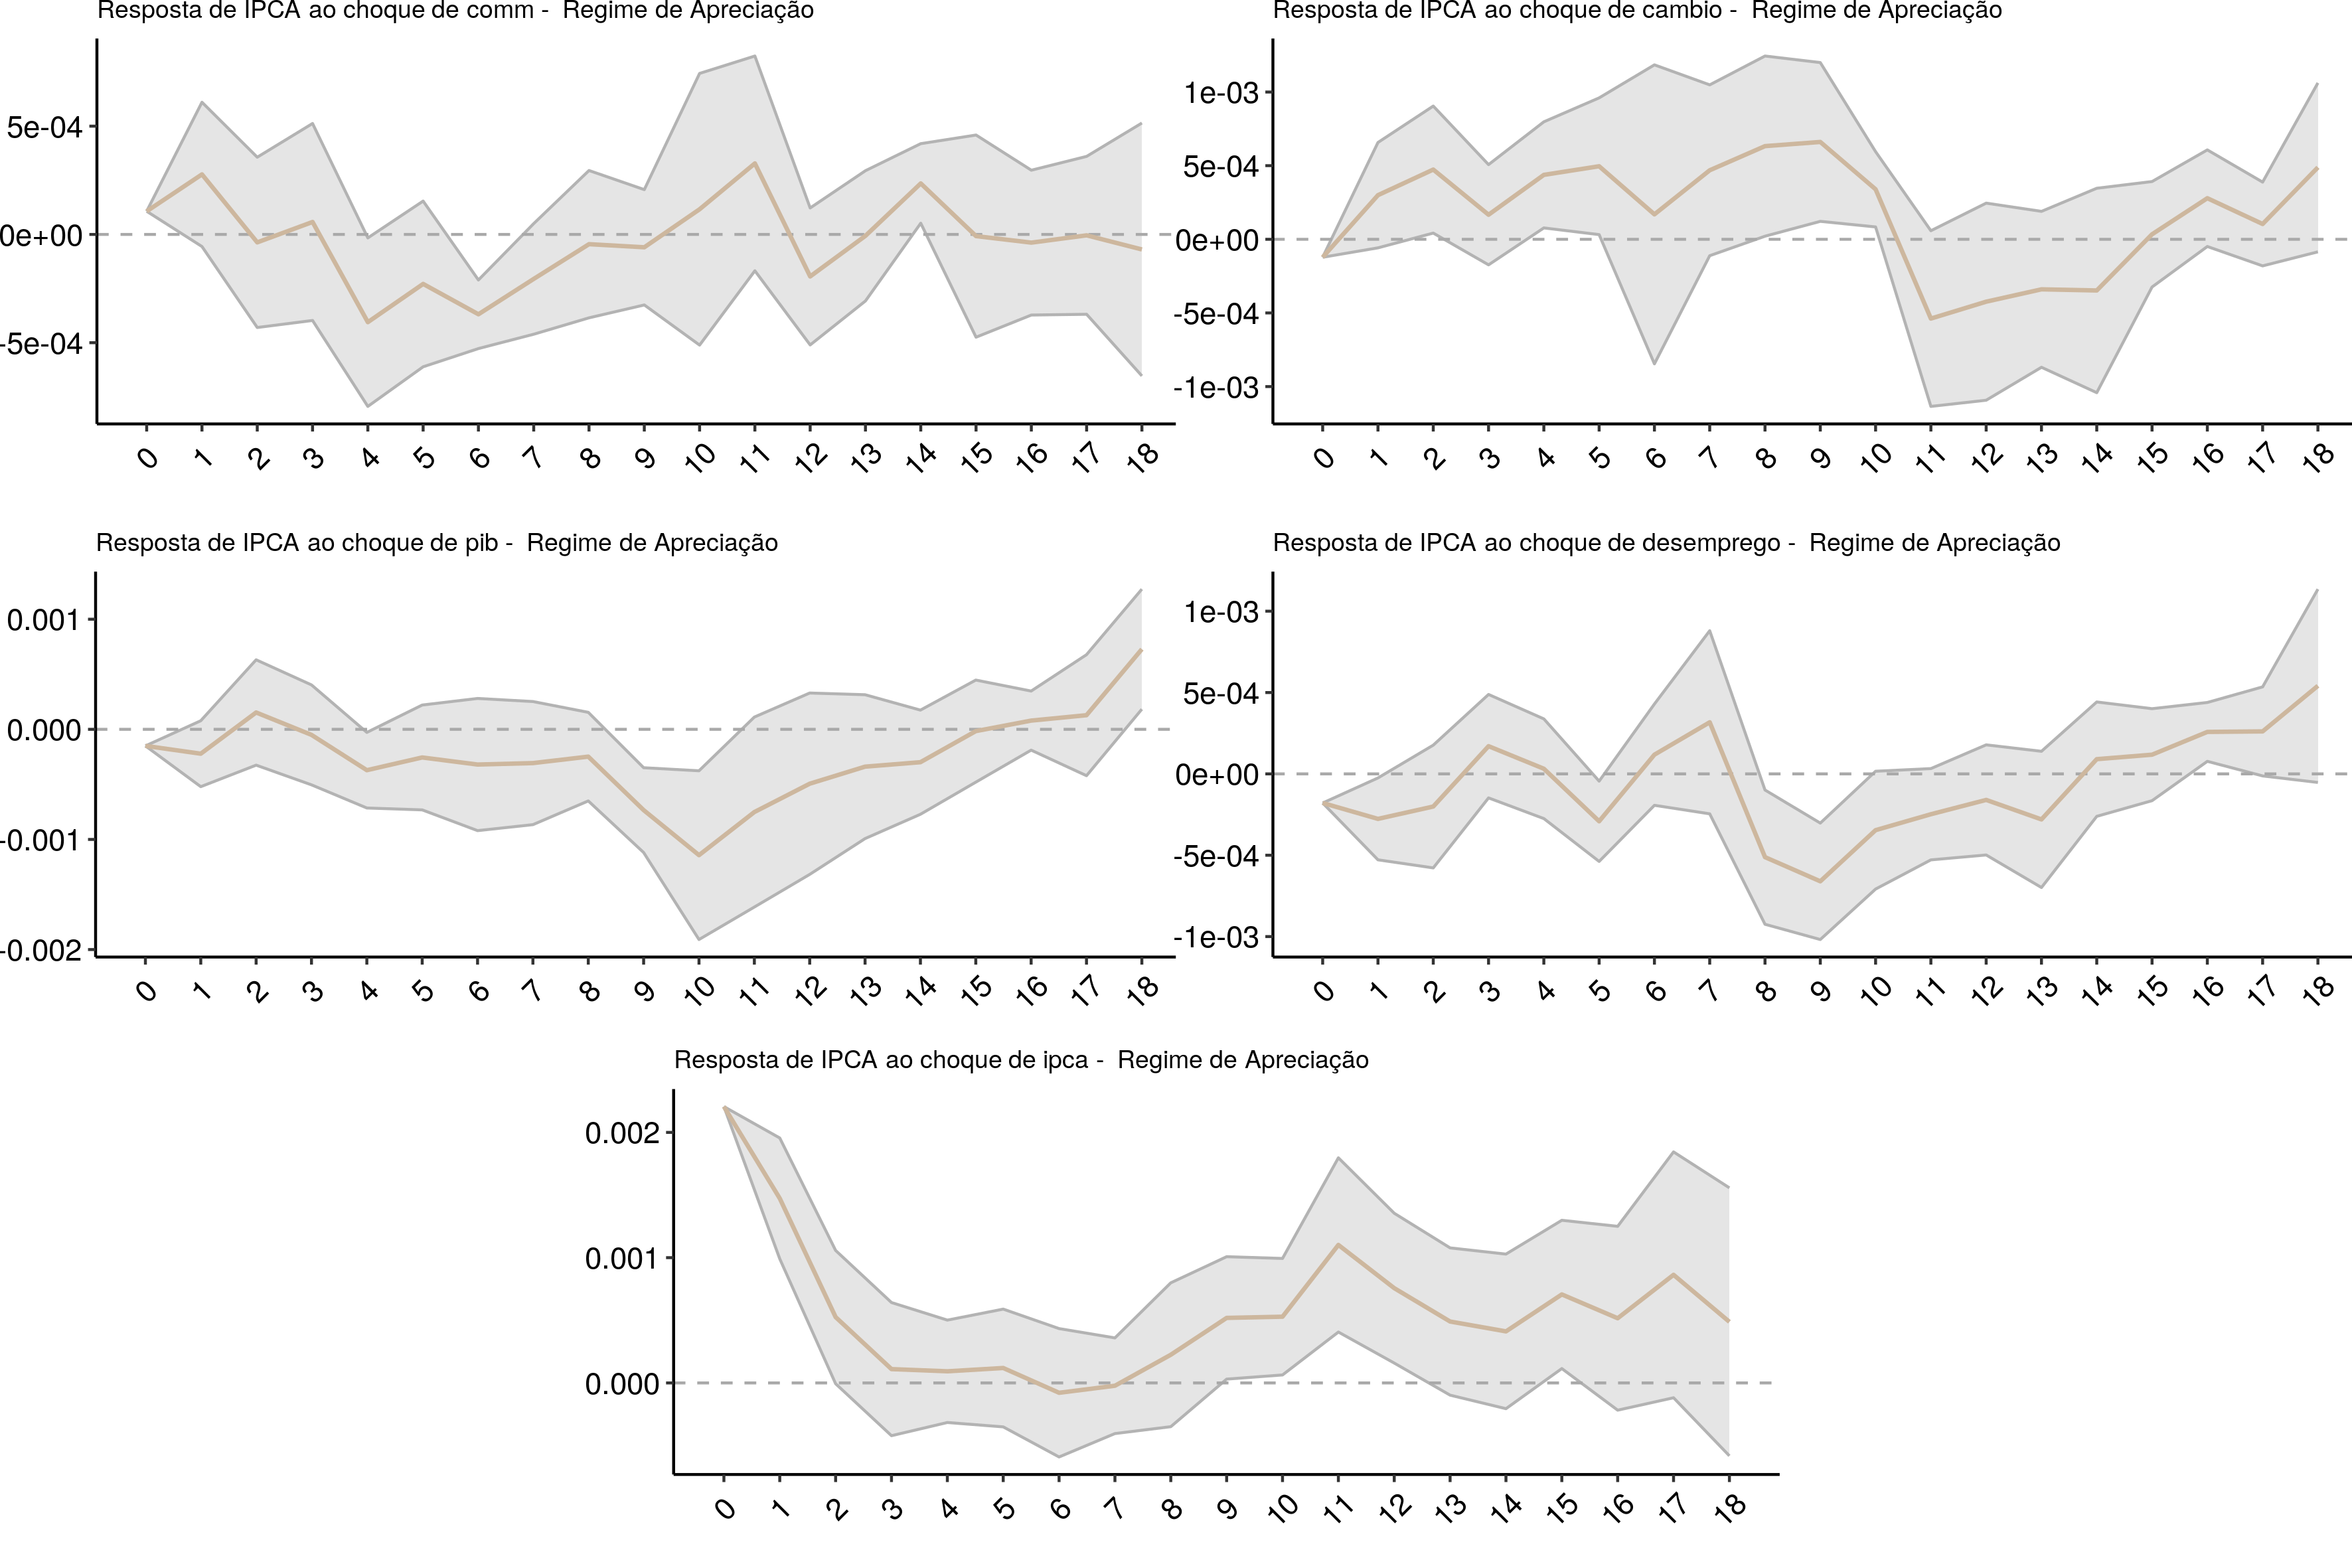 Resposta de IPCA ao choque de comm -  Regime de Apreciação
5e-04
0e+00
-5e-04
0 1 2 3 4 5 6 7 8 9 10 11 12 13 14 15 16 17 18
Resposta de IPCA ao choque de cambio -  Regime de Apreciação
1e-03
5e-04
0e+00
-5e-04
-1e-03
0 1 2 3 4 5 6 7 8 9 10 11 12 13 14 15 16 17 18
Resposta de IPCA ao choque de pib -  Regime de Apreciação
0.001
0.000
-0.001
-0.002
0 1 2 3 4 5 6 7 8 9 10 11 12 13 14 15 16 17 18
Resposta de IPCA ao choque de desemprego -  Regime de Apreciação
1e-03
5e-04
0e+00
-5e-04
-1e-03
0 1 2 3 4 5 6 7 8 9 10 11 12 13 14 15 16 17 18
Resposta de IPCA ao choque de ipca -  Regime de Apreciação
0.002
0.001
0.000
0 1 2 3 4 5 6 7 8 9 10 11 12 13 14 15 16 17 18